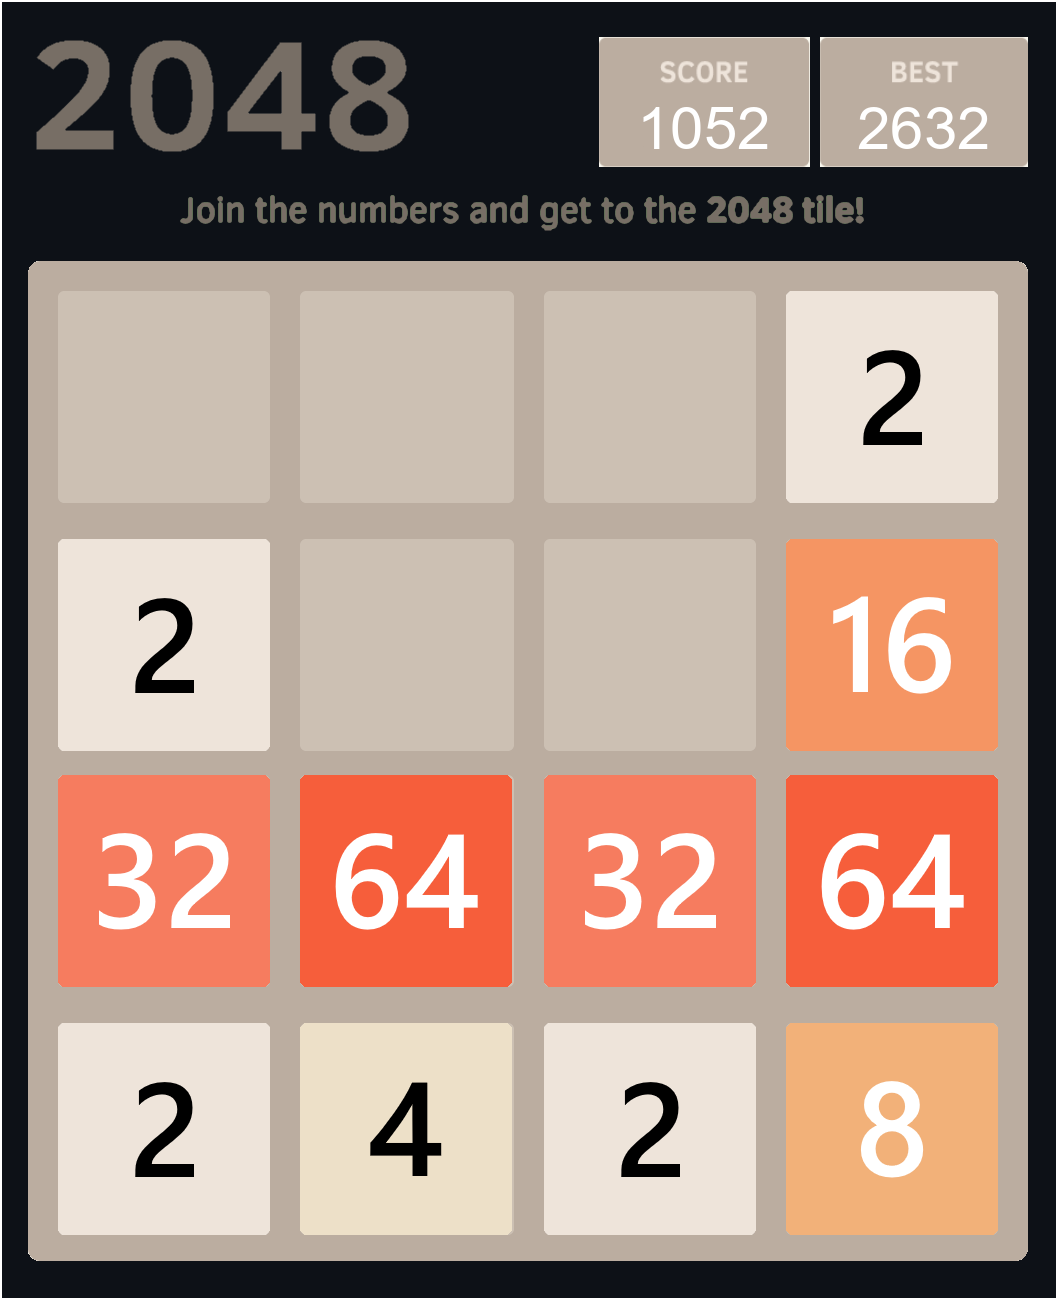 2048
SCORE BEST
1052 2632
Join the numbers and get to the 2048 tile!
2
2 16
32 64 32 64
2 4 2 8